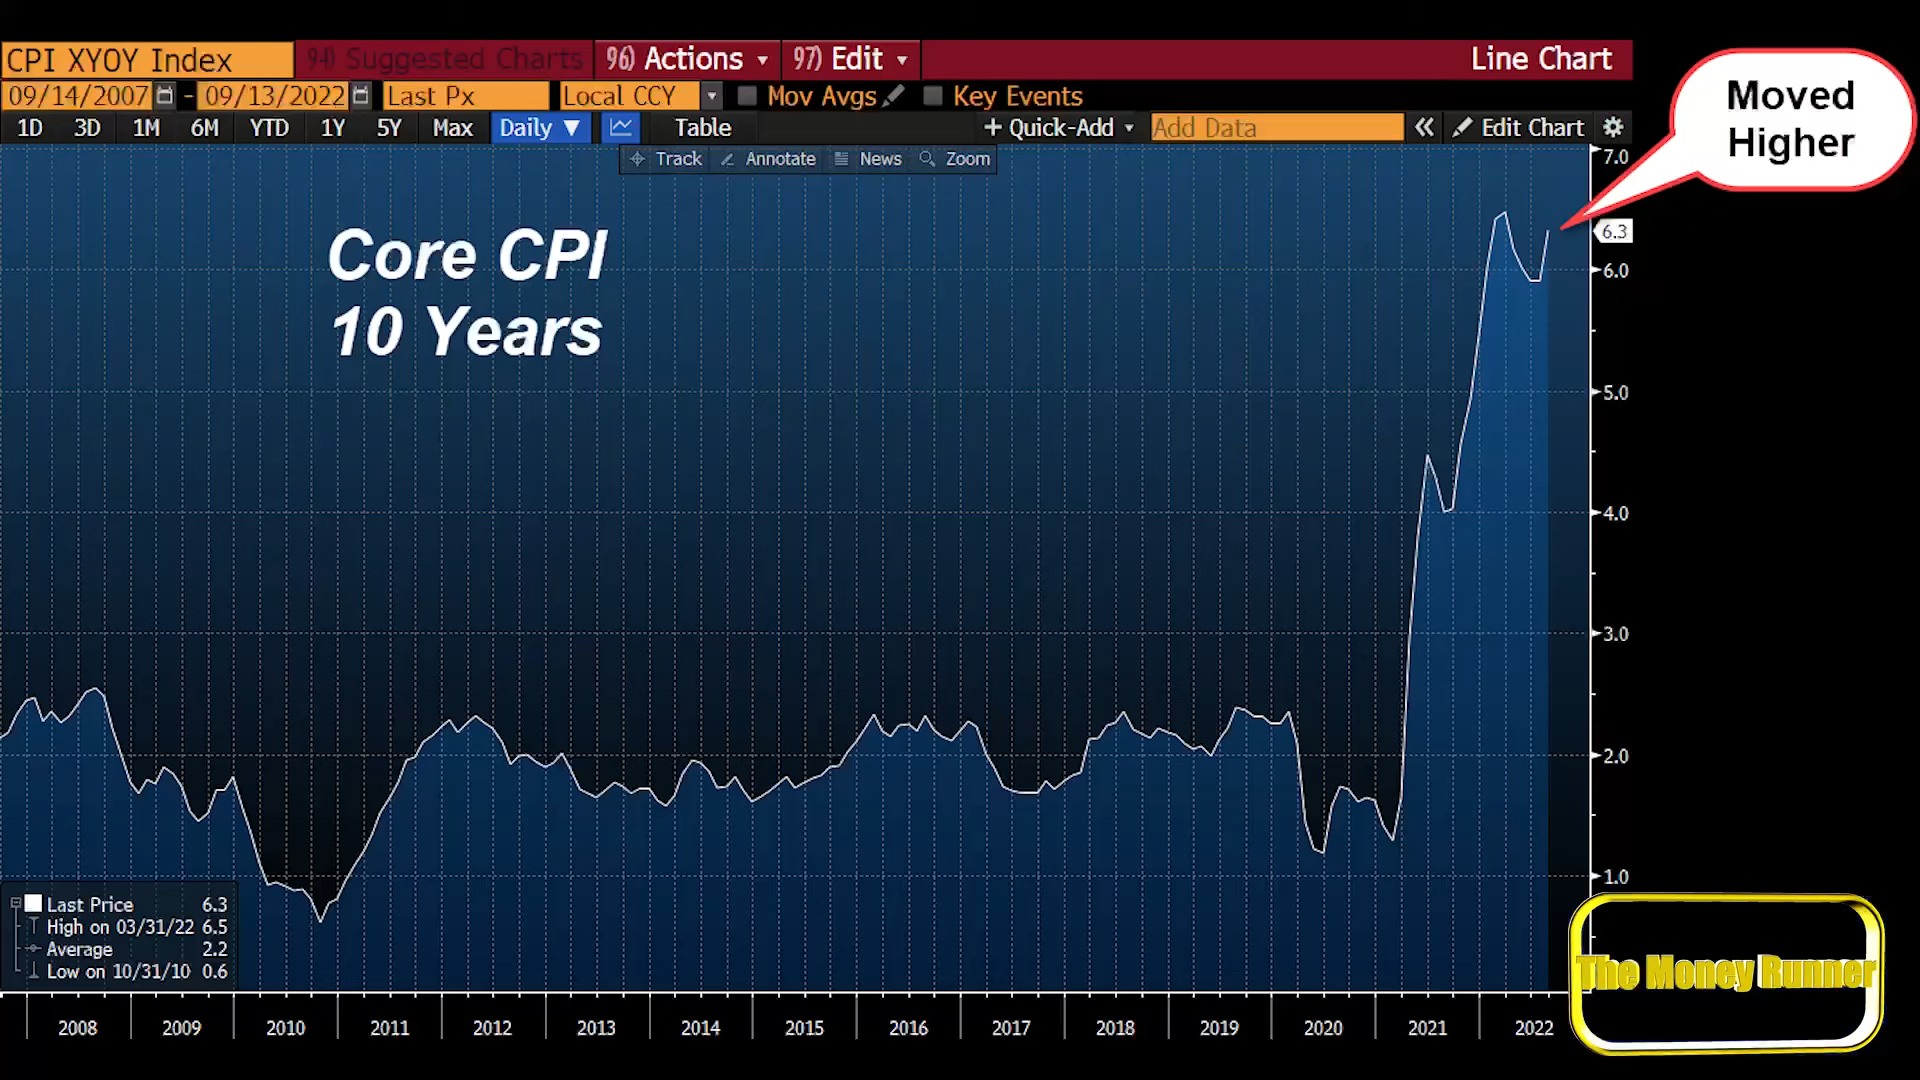 CPI XYOY Index 94) Suggested Charts 96) Actions 97) Edit Line Chart
09/14/2007 - 09/13/2022 Last Px Local CCY Mov Avgs Key Events
1D 3D 1M 6M YTD 1Y 5Y Max Daily ▼ Table + Quick-Add Add Data « Edit Chart
Track Annotate News Zoom
Moved
Higher
Core CPI
10 Years
7.0
6.3
6.0
5.0
4.0
3.0
2.0
1.0
Last Price 6.3
High on 03/31/22 6.5
Average 2.2
Low on 10/31/10 0.6
The Money Runner
2008 2009 2010 2011 2012 2013 2014 2015 2016 2017 2018 2019 2020 2021 2022